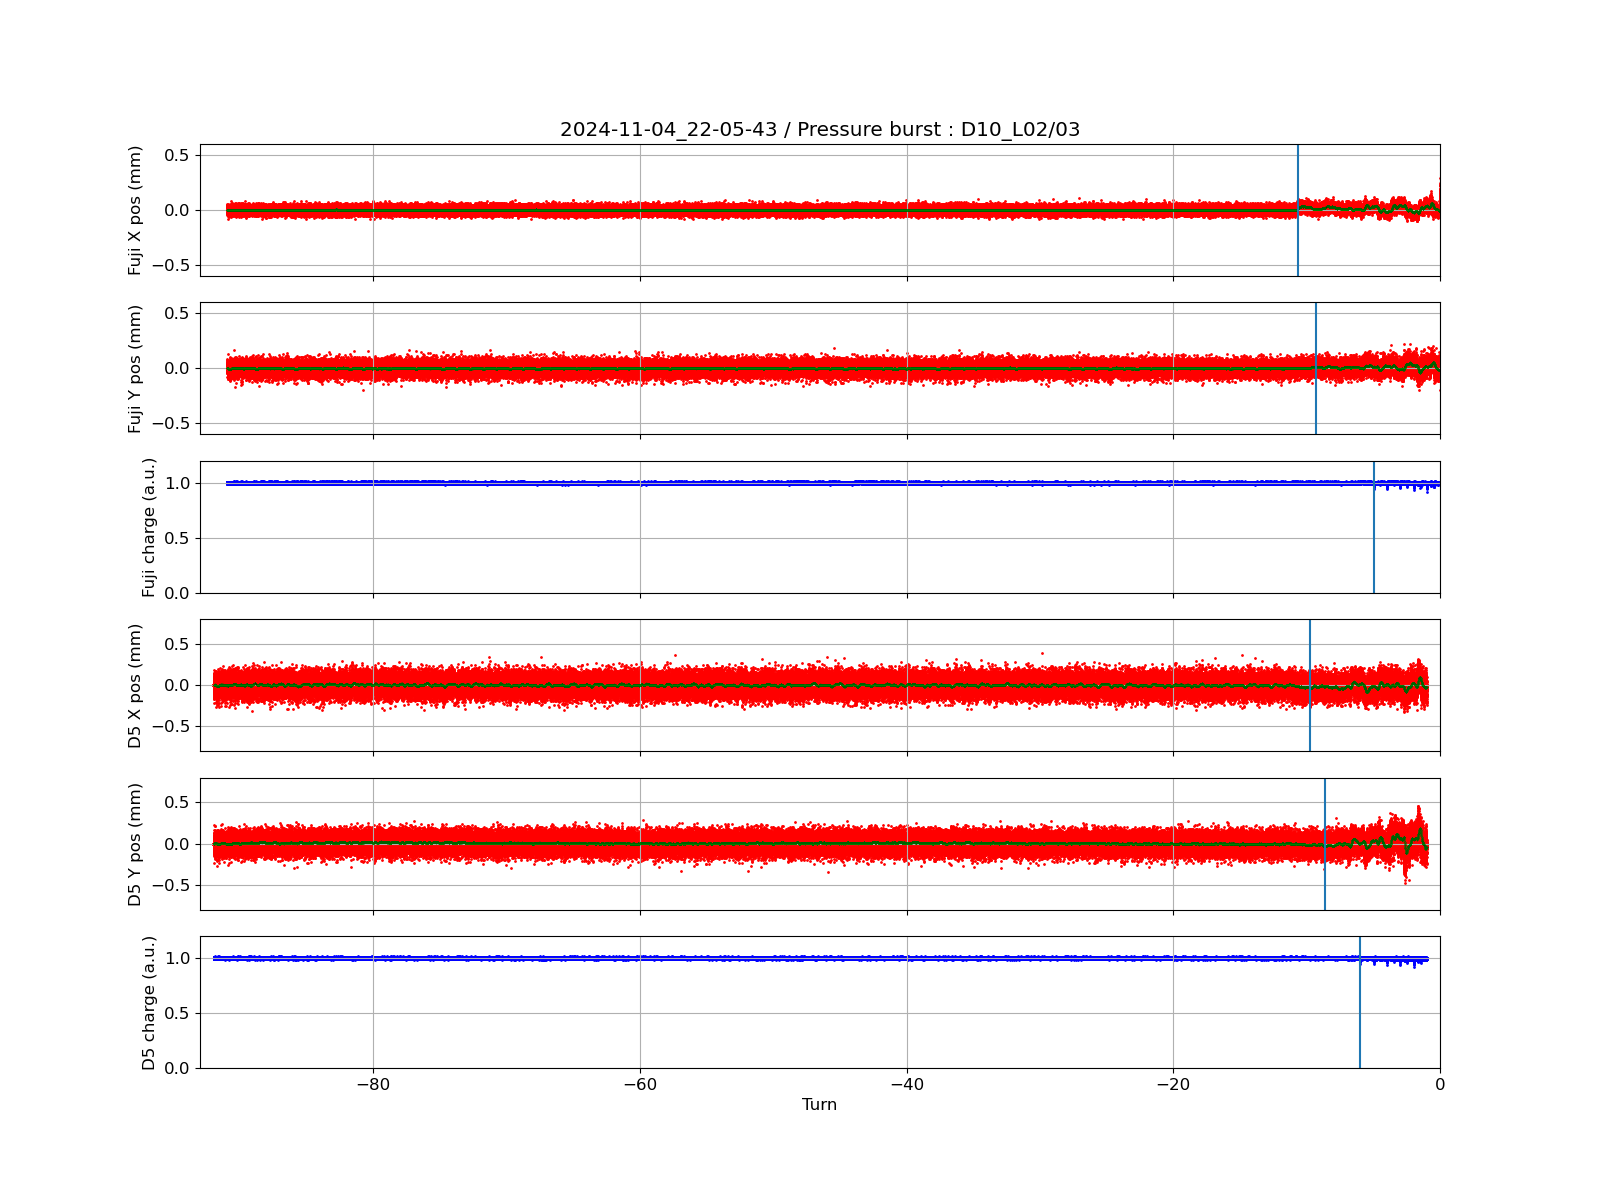 2024-11-04_22-05-43 / Pressure burst : D10_L02/03
Fuji X pos (mm)
0.5
0.0
−0.5
Fuji Y pos (mm)
0.5
0.0
−0.5
Fuji charge (a.u.)
1.0
0.5
0.0
D5 X pos (mm)
0.5
0.0
−0.5
D5 Y pos (mm)
0.5
0.0
−0.5
D5 charge (a.u.)
1.0
0.5
0.0
−80 −60 −40 −20 0
Turn